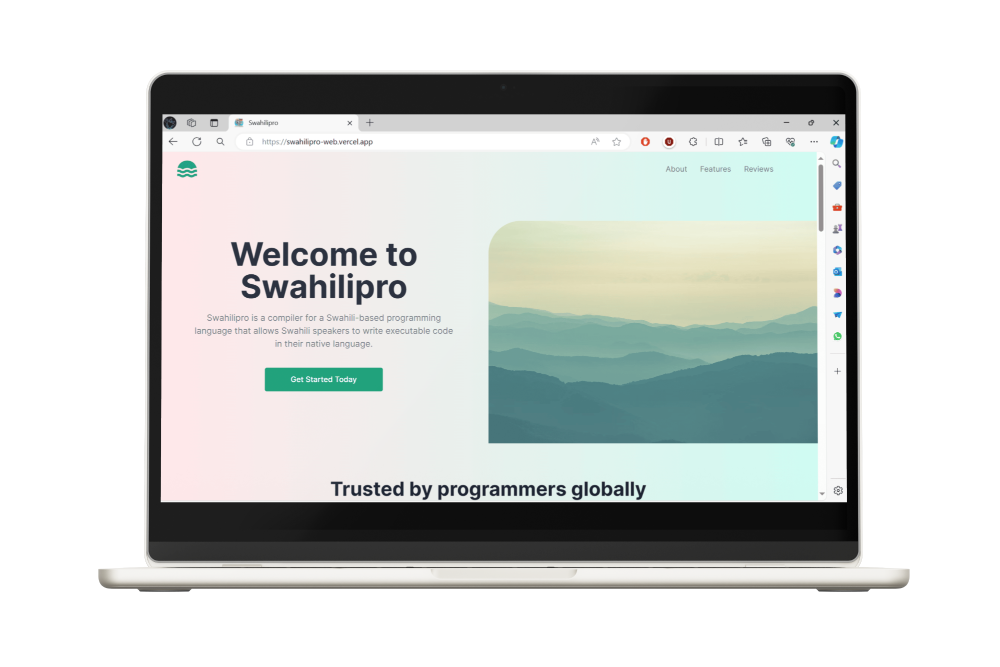 Swahilipro
https://swahilipro-web.vercel.app
About Features Reviews
Welcome to
Swahilipro
Swahilipro is a compiler for a Swahili-based programming
language that allows Swahili speakers to write executable code
in their native language.
Get Started Today
Trusted by programmers globally